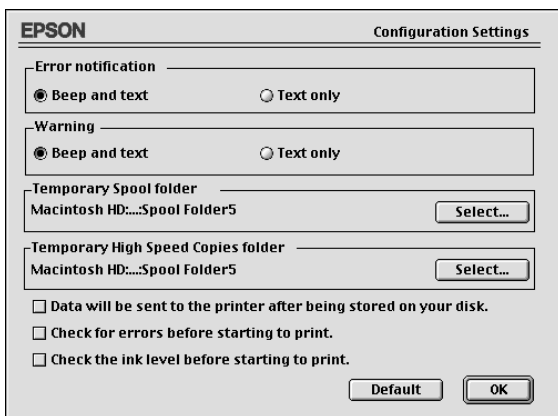 EPSON Configuration Settings
Error notification
Beep and text Text only
Warning
Beep and text Text only
Temporary Spool folder
Macintosh HD:...:Spool Folder5 Select...
Temporary High Speed Copies folder
Macintosh HD:...:Spool Folder5 Select...
Data will be sent to the printer after being stored on your disk.
Check for errors before starting to print.
Check the ink level before starting to print.
Default OK